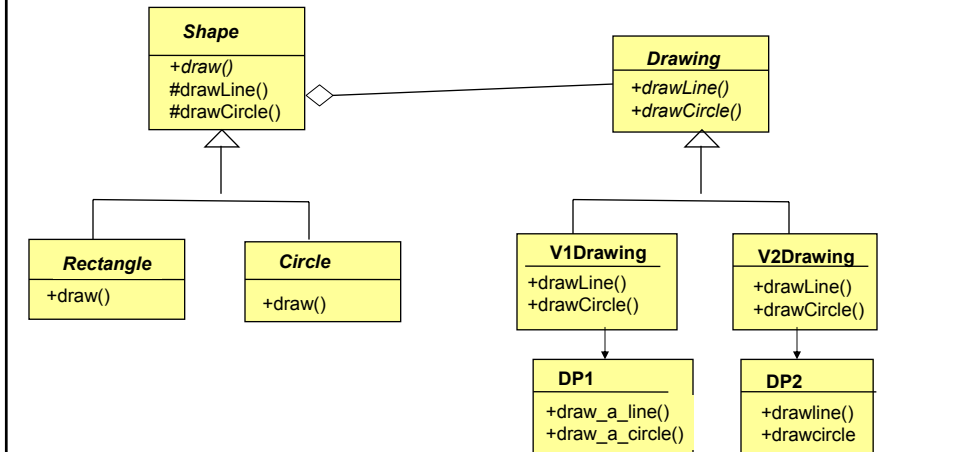 Shape
+draw()
#drawLine()
#drawCircle()
Drawing
+drawLine()
+drawCircle()
Rectangle
+draw()
Circle
+draw()
V1Drawing
+drawLine()
+drawCircle()
V2Drawing
+drawLine()
+drawCircle()
DP1
+draw_a_line()
+draw_a_circle()
DP2
+drawline()
+drawcircle